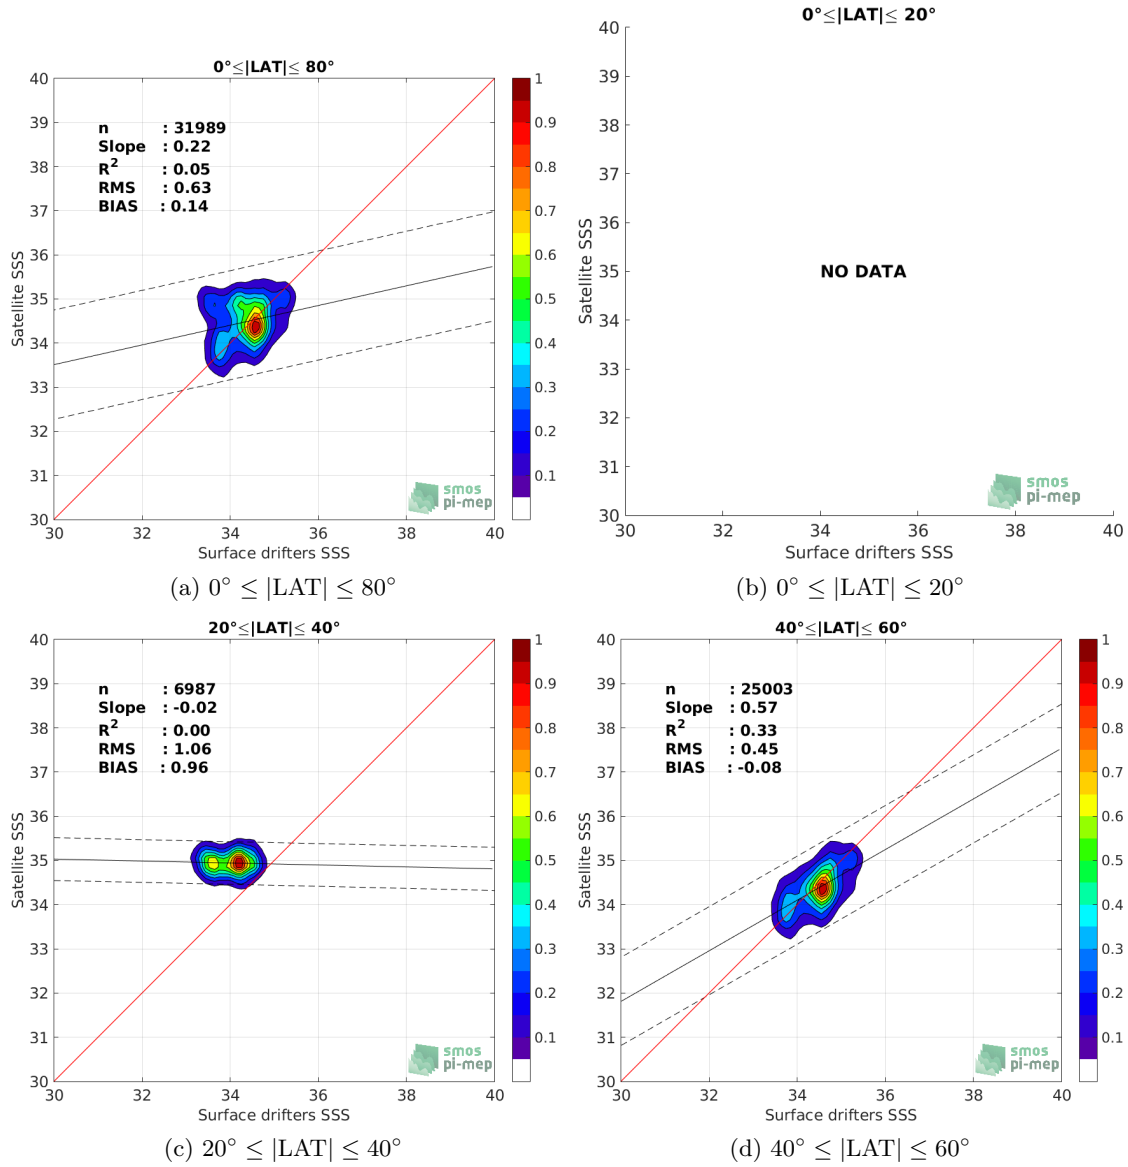 0°≤|LAT|≤ 80°
40
39
38
37
36
35
34
33
32
31
30
Satellite SSS
n : 31989
Slope : 0.22
R2 : 0.05
RMS : 0.63
BIAS : 0.14
smos
pi-mep
30 32 34 36 38 40
Surface drifters SSS
1
0.9
0.8
0.7
0.6
0.5
0.4
0.3
0.2
0.1
(a) 0° ≤ |LAT| ≤ 80°
0°≤|LAT|≤ 20°
40
39
38
37
36
35
34
33
32
31
30
Satellite SSS
NO DATA
smos
pi-mep
30 32 34 36 38 40
Surface drifters SSS
(b) 0° ≤ |LAT| ≤ 20°
20°≤|LAT|≤ 40°
40
39
38
37
36
35
34
33
32
31
30
Satellite SSS
n : 6987
Slope : -0.02
R2 : 0.00
RMS : 1.06
BIAS : 0.96
smos
pi-mep
30 32 34 36 38 40
Surface drifters SSS
1
0.9
0.8
0.7
0.6
0.5
0.4
0.3
0.2
0.1
(c) 20° ≤ |LAT| ≤ 40°
40°≤|LAT|≤ 60°
40
39
38
37
36
35
34
33
32
31
30
Satellite SSS
n : 25003
Slope : 0.57
R2 : 0.33
RMS : 0.45
BIAS : -0.08
smos
pi-mep
30 32 34 36 38 40
Surface drifters SSS
1
0.9
0.8
0.7
0.6
0.5
0.4
0.3
0.2
0.1
(d) 40° ≤ |LAT| ≤ 60°